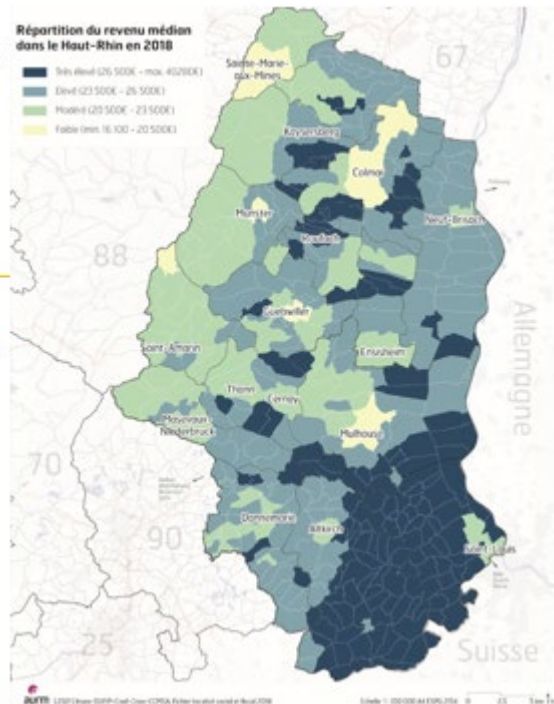 Répartition du revenu médian
dans le Haut-Rhin en 2018
Très élevé (26 500€ - max. 40280€)
Elevé (23 500€ - 26 500€)
Modéré (20 500€ - 23 500€)
Faible (min. 16 100 - 20 500€)
67
Sainte-Marie-
aux-Mines
Kaysersberg
Colmar
Munster
Neuf-Brisach
Rouffach
88
Guebwiller
Allemagne
Saint-Amarin
Ensisheim
Thann
Cernay
Masevaux-
Niederbruck
Mulhouse
70
90
Dannemarie
Altkirch
Saint-Louis
25
Suisse
aurm